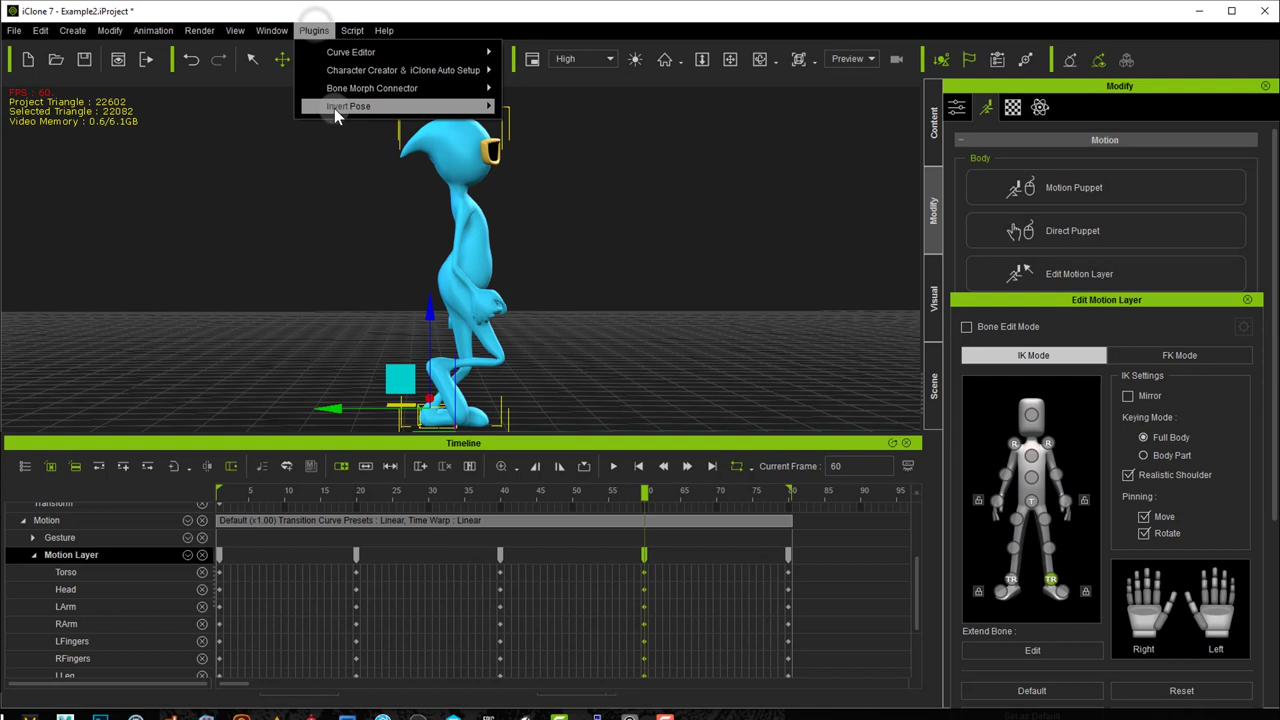 iClone 7 - Example2.iProject *
File Edit Create Modify Animation Render View Window Plugins Script Help
High
Preview
Curve Editor
Character Creator & iClone Auto Setup
Bone Morph Connector
Invert Pose
FPS : 60.
Project Triangle : 22602
Selected Triangle : 22082
Video Memory : 0.6/6.1GB
Content
Modify
Visual
Scene
Modify
Motion
Body
Motion Puppet
Direct Puppet
Edit Motion Layer
Edit Motion Layer
Bone Edit Mode
IK Mode
FK Mode
IK Settings
Mirror
Keying Mode :
Full Body
Body Part
Realistic Shoulder
Pinning :
Move
Rotate
R R
T
TR TR
Extend Bone :
Edit
Right
Left
Default
Reset
Timeline
Current Frame : 60
5 10 15 20 25 30 35 40 45 50 55 60 65 70 75 80 85 90 95
Transform
Motion
Default (x1.00) Transition Curve Presets : Linear, Time Warp : Linear
Gesture
Motion Layer
Torso
Head
LArm
RArm
LFingers
RFingers
LLeg